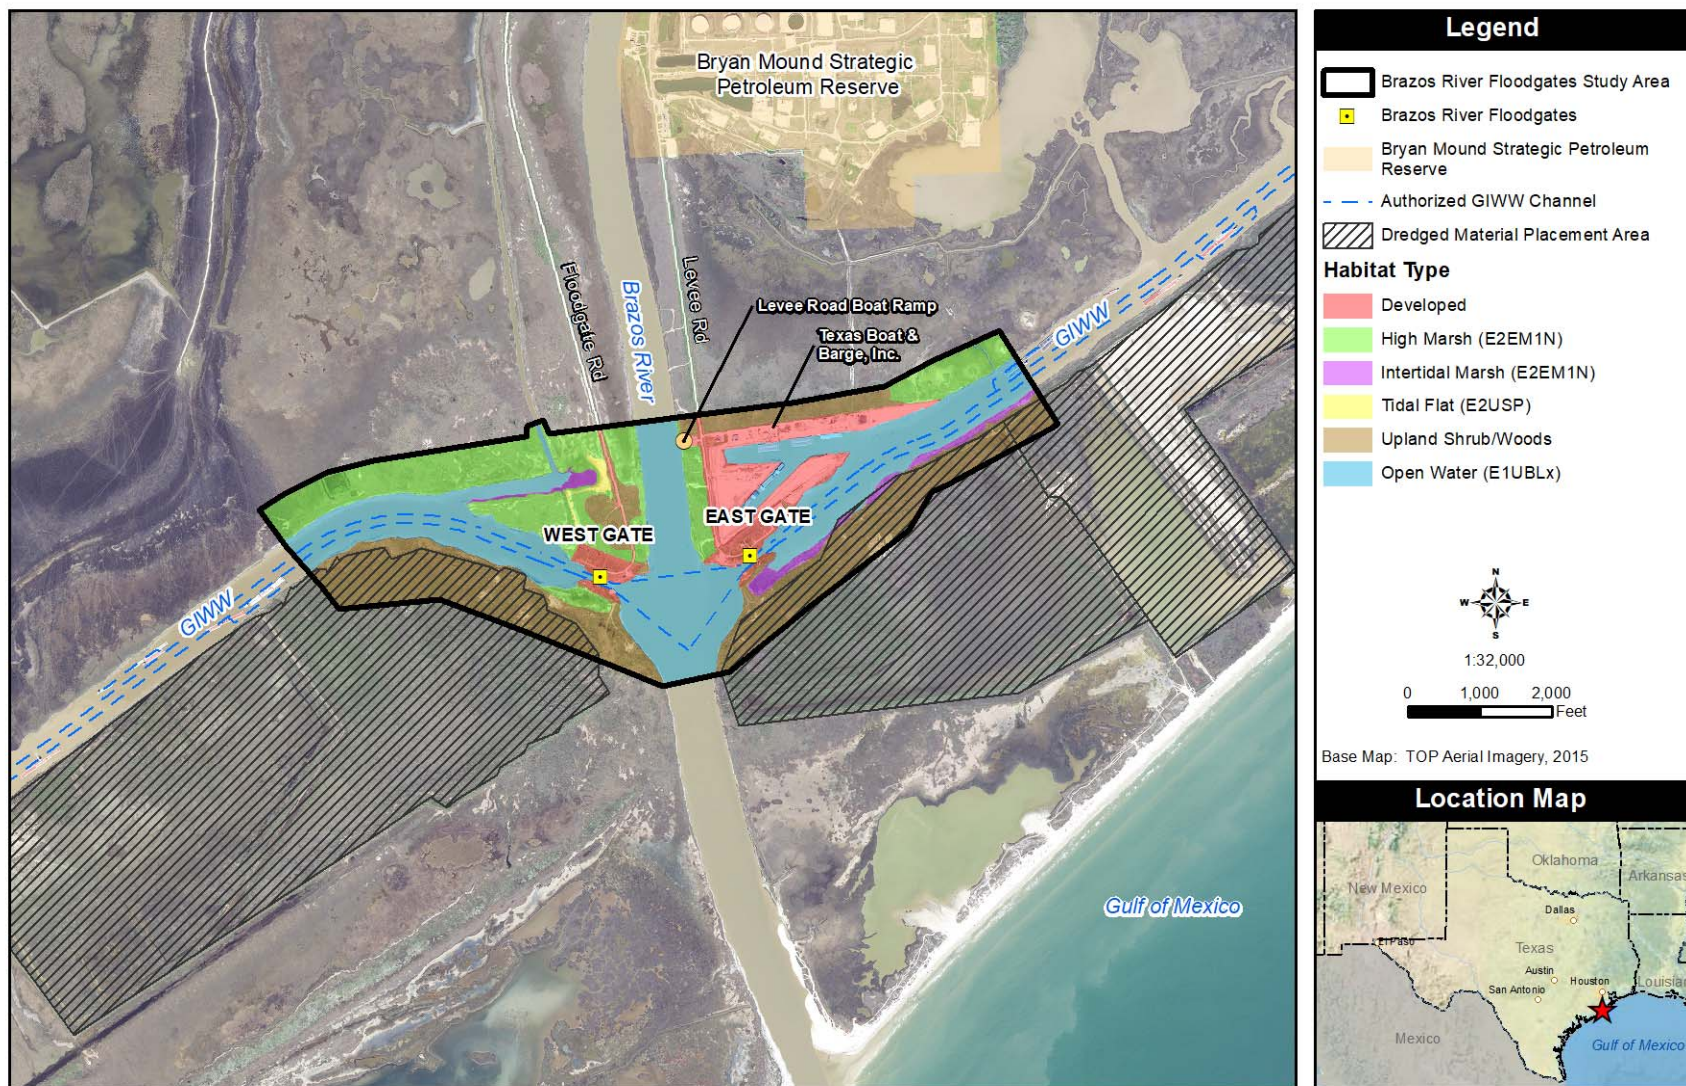 Bryan Mound Strategic
Petroleum Reserve
Floodgate Rd
Brazos River
Levee Rd
Levee Road Boat Ramp
Texas Boat &
Barge, Inc.
GIWW
WEST GATE
EAST GATE
GIWW
Gulf of Mexico
Legend
Brazos River Floodgates Study Area
Brazos River Floodgates
Bryan Mound Strategic Petroleum
Reserve
Authorized GIWW Channel
Dredged Material Placement Area
Habitat Type
Developed
High Marsh (E2EM1N)
Intertidal Marsh (E2EM1N)
Tidal Flat (E2USP)
Upland Shrub/Woods
Open Water (E1UBLx)
N
W E
S
1:32,000
0 1,000 2,000
Feet
Base Map: TOP Aerial Imagery, 2015
Location Map
Oklahoma
Arkansas
New Mexico
Dallas
El Paso
Texas
Austin
Houston
San Antonio
Louisian
Mexico
Gulf of Mexico